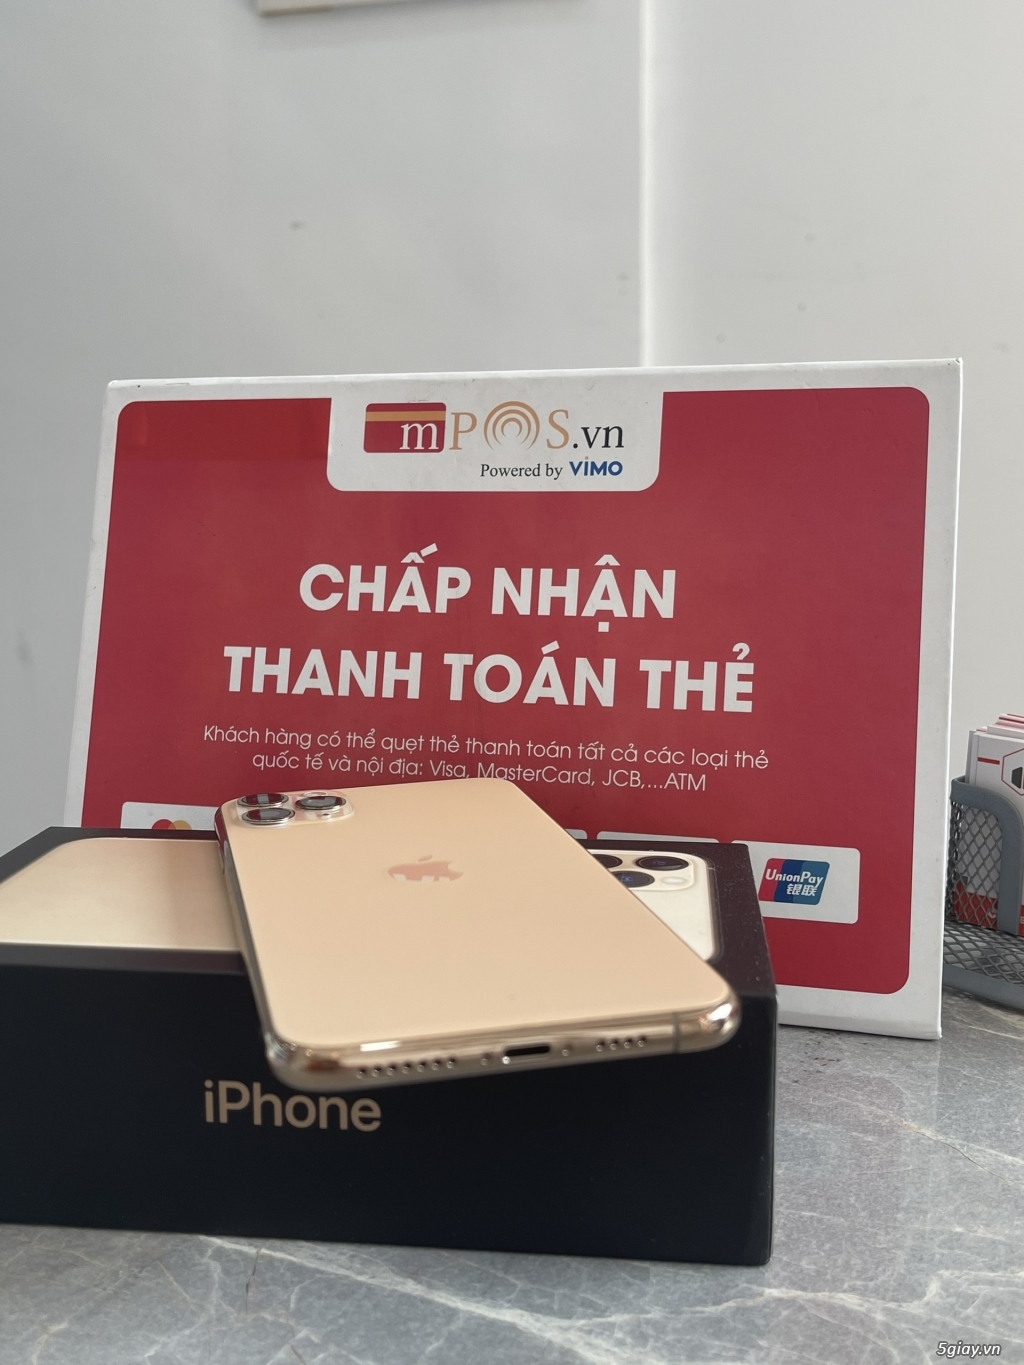 mPOS.vn
Powered by VIMO
CHẤP NHẬN
THANH TOÁN THẺ
Khách hàng có thể quẹt thẻ thanh toán tất cả các loại thẻ
quốc tế và nội địa: Visa, MasterCard, JCB,...ATM
UnionPay
银联
iPhone
5giay.vn